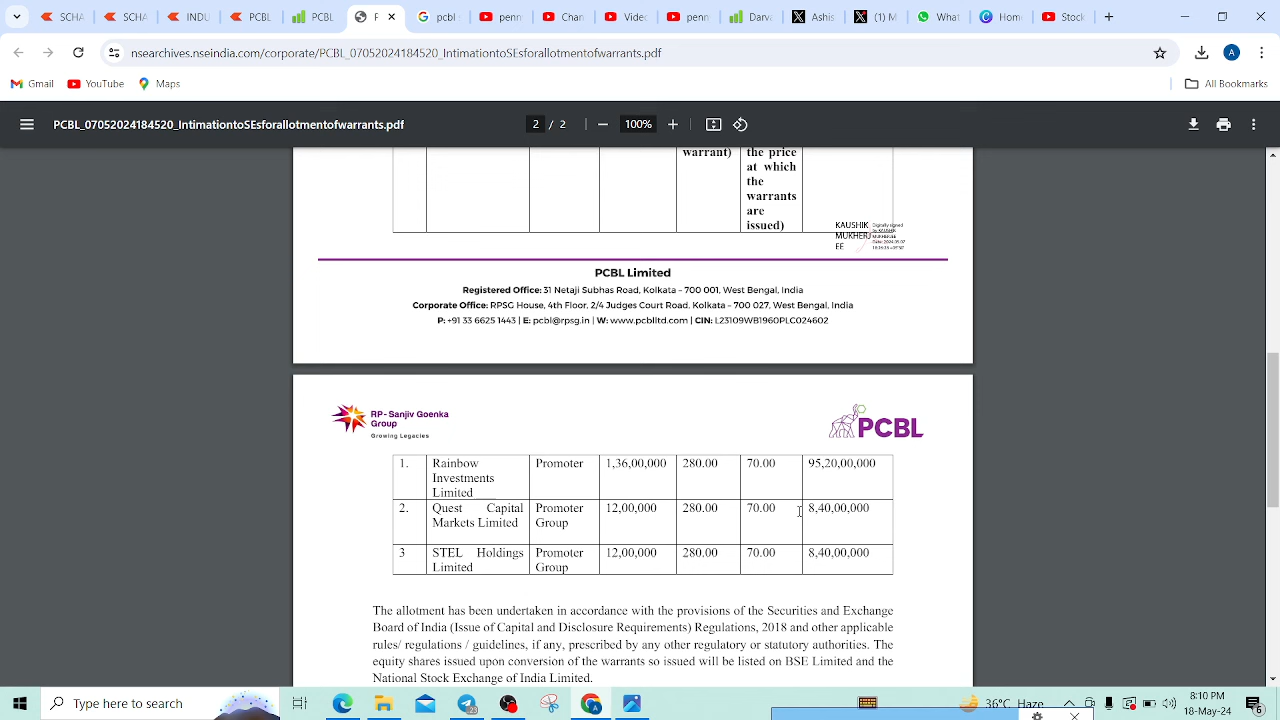 SCHA
SCHA
PCBL
PCBL
PCBL
pcbl
penn
Chan
Vide
penn
Darva
Ashis
(1) M
What
Hom
Stock
nsearchives.nseindia.com/corporate/PCBL_07052024184520_IntimationtoSEsforallotmentofwarrants.pdf
A
Gmail
YouTube
Maps
All Bookmarks
PCBL_07052024184520_IntimationtoSEsforallotmentofwarrants.pdf
2 / 2
100%
warrant)
the price
at which
the
warrants
are
issued)
KAUSHIK
MUKHERJ
EE
Digitally signed
by KAUSHIK
MUKHERJEE
PCBL Limited
Registered Office: 31 Netaji Subhas Road, Kolkata – 700 001, West Bengal, India
Corporate Office: RPSG House, 4th Floor, 2/4 Judges Court Road, Kolkata – 700 027, West Bengal, India
P: +91 33 6625 1443 | E: pcbl@rpsg.in | W: www.pcblltd.com | CIN: L23109WB1960PLC024602
RP-Sanjiv Goenka
Group
Growing Legacies
PCBL
1. Rainbow Investments Limited Promoter 1,36,00,000 280.00 70.00 95,20,00,000
2. Quest Capital Markets Limited Promoter Group 12,00,000 280.00 70.00 8,40,00,000
3 STEL Holdings Limited Promoter Group 12,00,000 280.00 70.00 8,40,00,000
The allotment has been undertaken in accordance with the provisions of the Securities and Exchange
Board of India (Issue of Capital and Disclosure Requirements) Regulations, 2018 and other applicable
rules/ regulations / guidelines, if any, prescribed by any other regulatory or statutory authorities. The
equity shares issued upon conversion of the warrants so issued will be listed on BSE Limited and the
National Stock Exchange of India Limited.
Type here to search
36°C Haze
8:10 PM
18-May-24
6